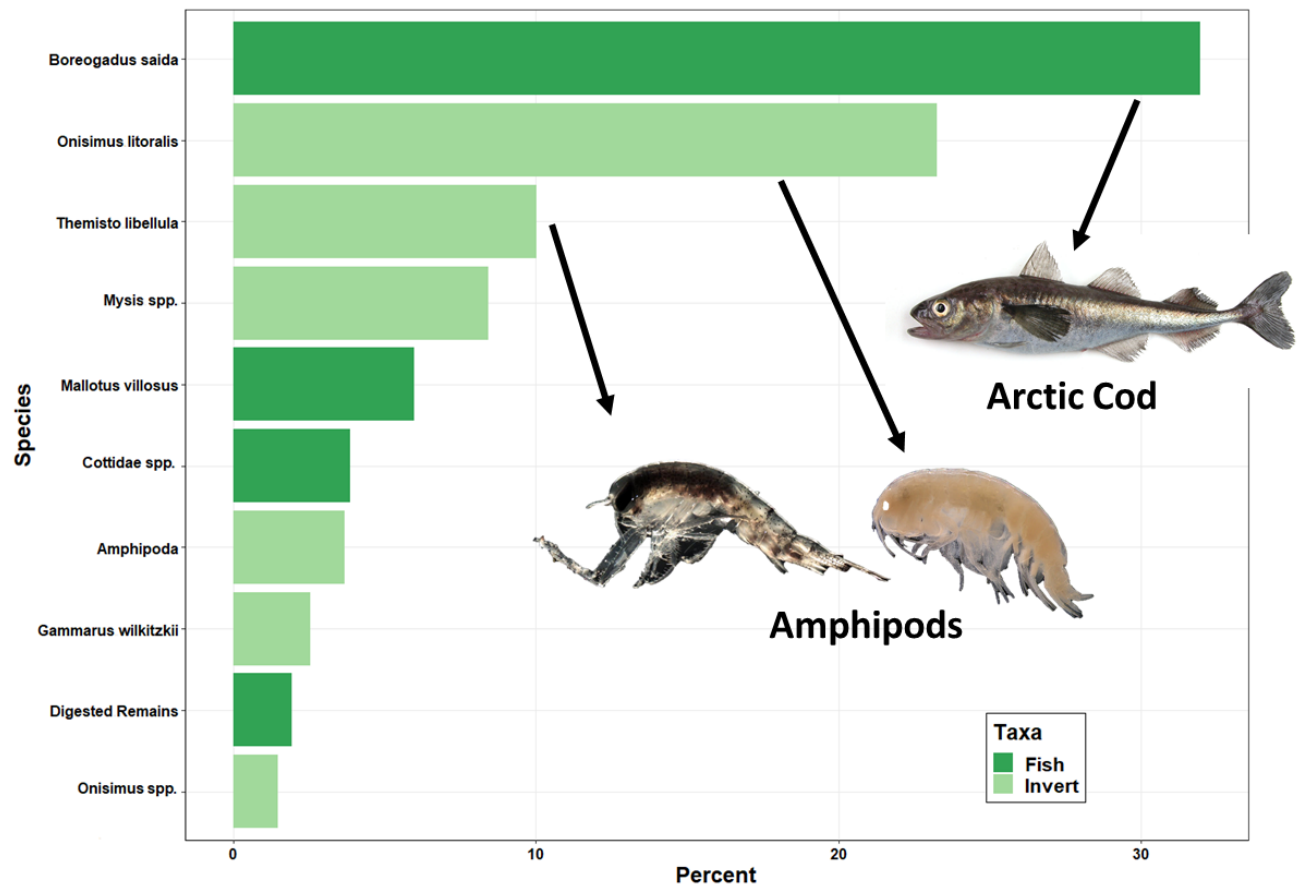 Boreogadus saida
Onisimus litoralis
Themisto libellula
Mysis spp.
Mallotus villosus
Cottidae spp.
Amphipoda
Gammarus wilkitzkii
Digested Remains
Onisimus spp.
Species
Arctic Cod
Amphipods
Taxa
Fish
Invert
0 10 20 30
Percent